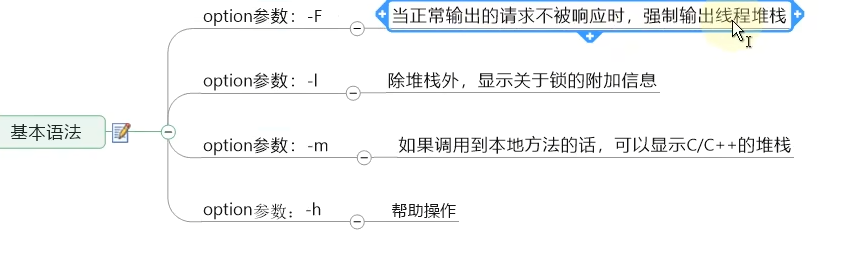 option参数：-F
当正常输出的请求不被响应时，强制输出线程堆栈
option参数：-l
除堆栈外，显示关于锁的附加信息
基本语法
option参数：-m
如果调用到本地方法的话，可以显示C/C++的堆栈
option参数：-h
帮助操作